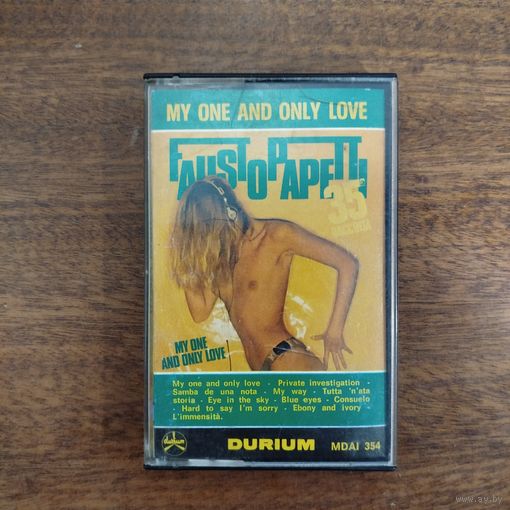 MY ONE AND ONLY LOVE
FAUSTO PAPETTI
35ª
RACCOLTA
MY ONE
AND ONLY LOVE
My one and only love - Private investigation -
Samba de una nota - My way - Tutta 'n'ata
storia - Eye in the sky - Blue eyes - Consuelo
- Hard to say I'm sorry - Ebony and ivory -
L'immensità.
durium
DURIUM
MDAI 354
ay.by